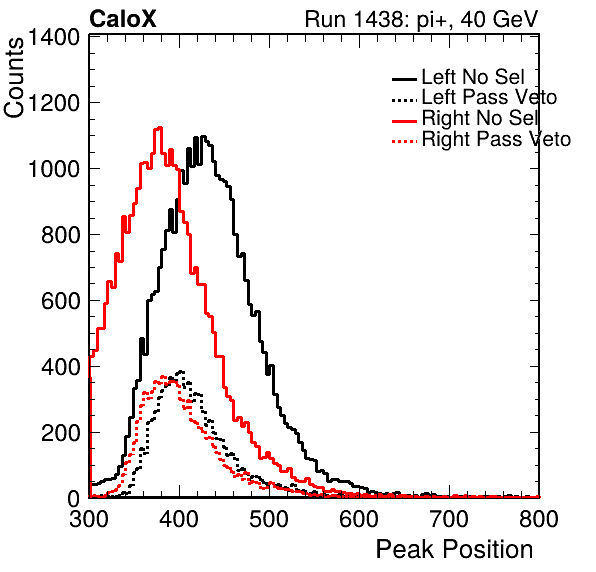 CaloX Run 1438: pi+, 40 GeV
Counts
1400
1200
1000
800
600
400
200
0
Left No Sel
Left Pass Veto
Right No Sel
Right Pass Veto
300 400 500 600 700 800
Peak Position